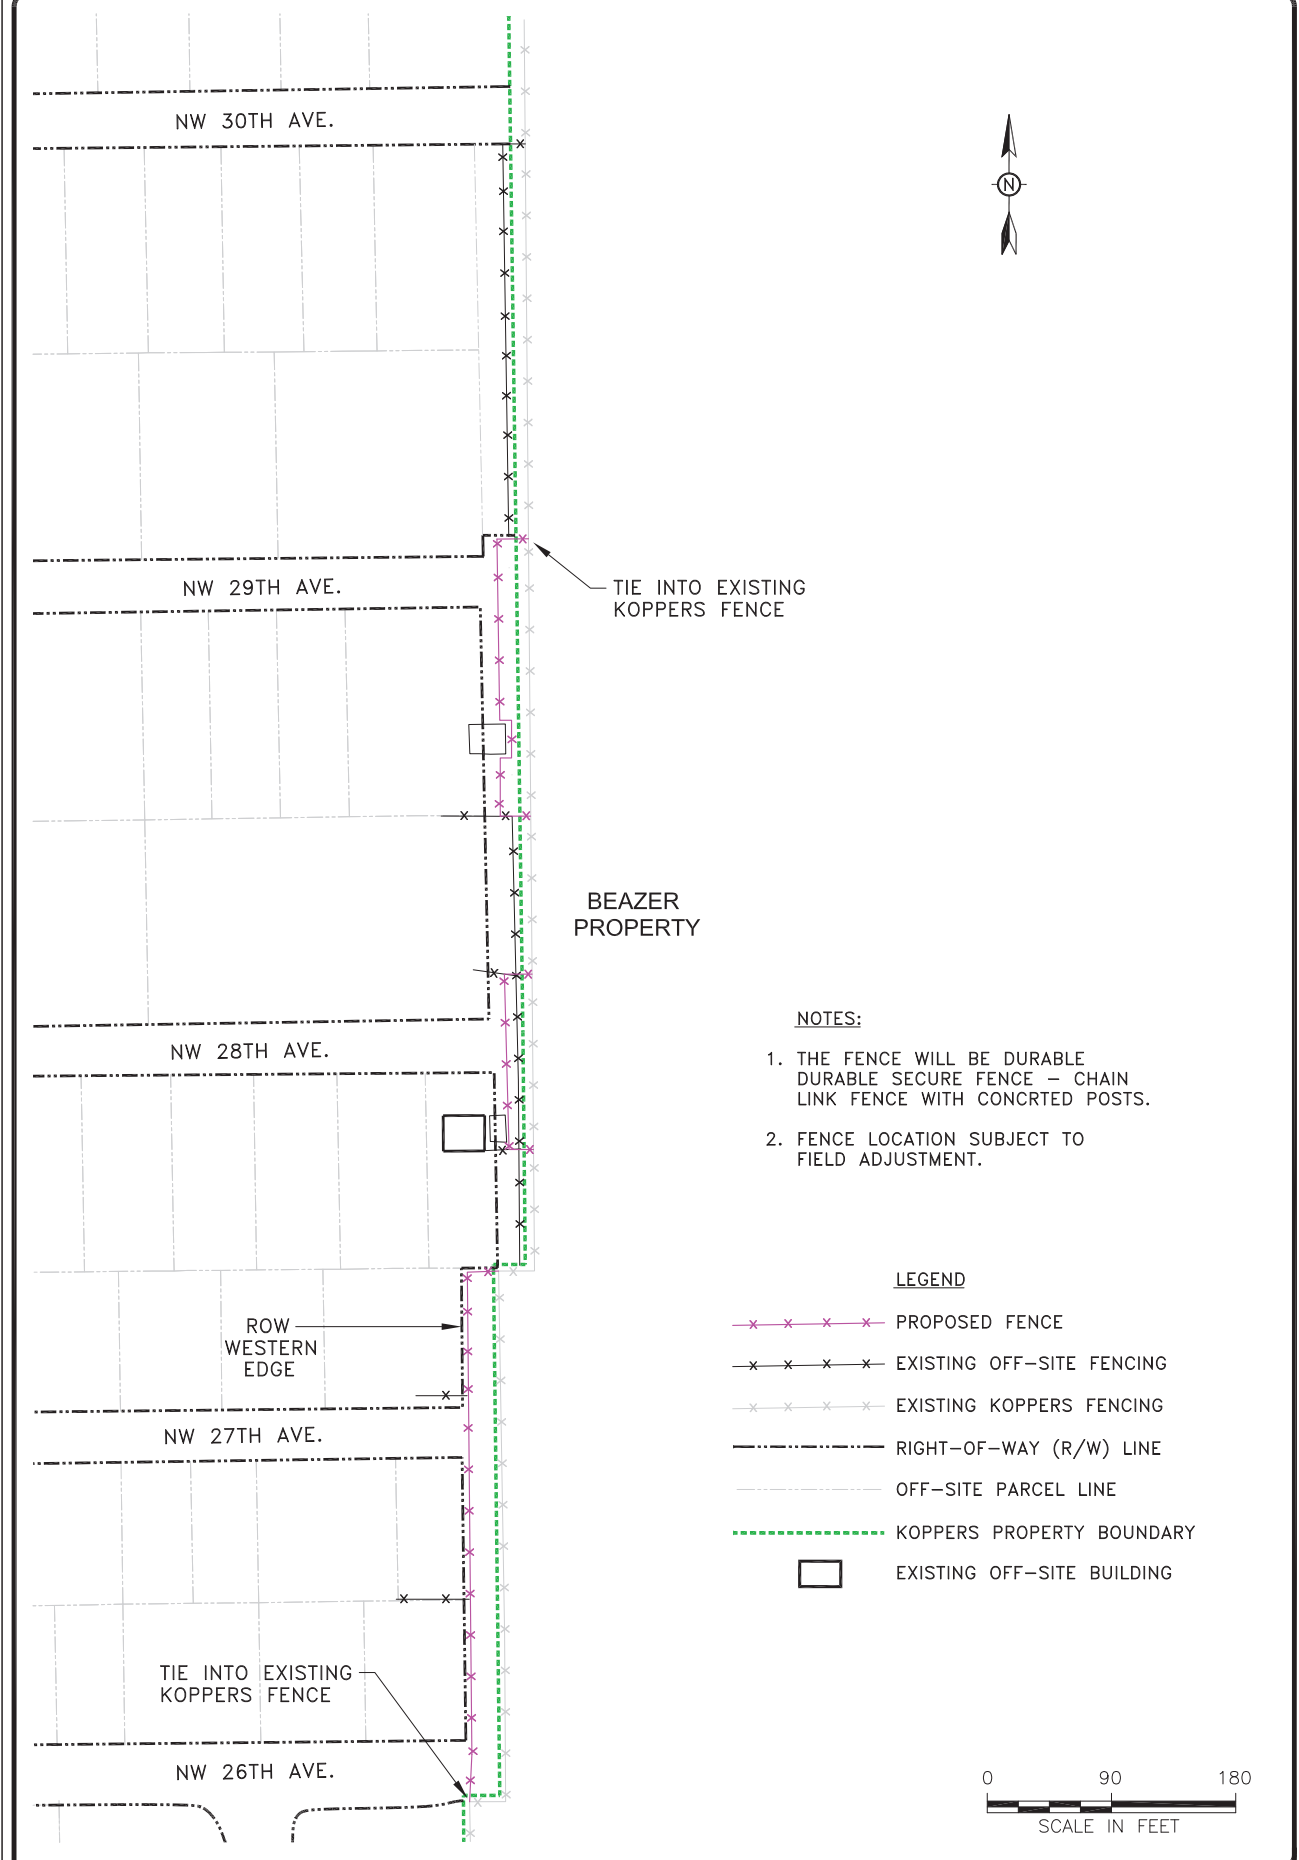 NW 30TH AVE.
N
TIE INTO EXISTING
KOPPERS FENCE
NW 29TH AVE.
BEAZER
PROPERTY
NOTES:
1. THE FENCE WILL BE DURABLE
DURABLE SECURE FENCE – CHAIN
LINK FENCE WITH CONCRTED POSTS.
2. FENCE LOCATION SUBJECT TO
FIELD ADJUSTMENT.
NW 28TH AVE.
LEGEND
PROPOSED FENCE
EXISTING OFF–SITE FENCING
EXISTING KOPPERS FENCING
RIGHT–OF–WAY (R/W) LINE
OFF–SITE PARCEL LINE
KOPPERS PROPERTY BOUNDARY
EXISTING OFF–SITE BUILDING
ROW
WESTERN
EDGE
NW 27TH AVE.
TIE INTO EXISTING
KOPPERS FENCE
NW 26TH AVE.
0 90 180
SCALE IN FEET